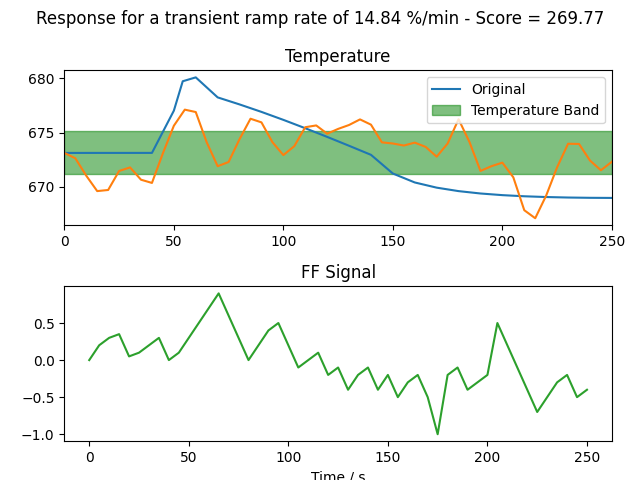 Response for a transient ramp rate of 14.84 %/min - Score = 269.77
Temperature
680
675
670
Original
Temperature Band
0 50 100 150 200 250
FF Signal
0.5
0.0
−0.5
−1.0
0 50 100 150 200 250
Time / s